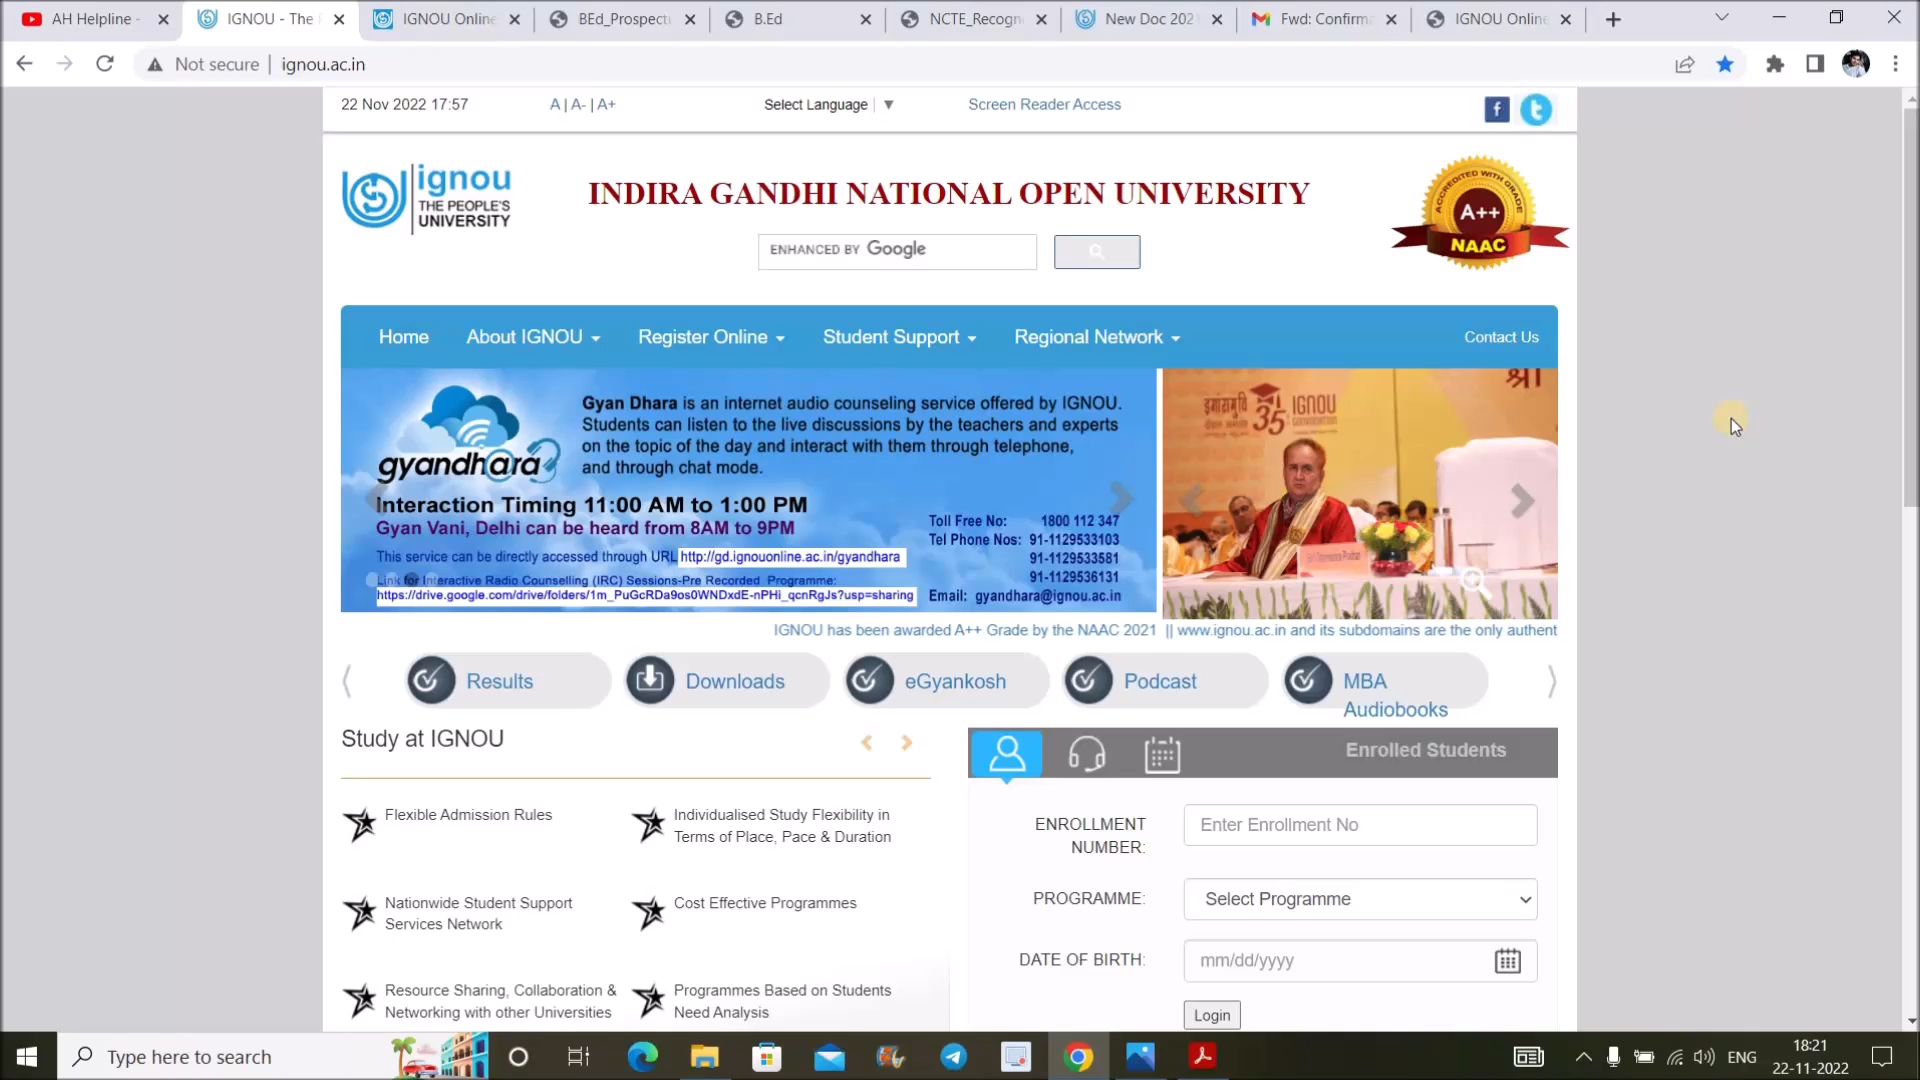 AH Helpline -
IGNOU - The
IGNOU Online
BEd_Prospectu
B.Ed
NCTE_Recogn
New Doc 202
Fwd: Confirma
IGNOU Online
Not secure
ignou.ac.in
22 Nov 2022 17:57
A | A- | A+
Select Language ▼
Screen Reader Access
ignou
THE PEOPLE'S
UNIVERSITY
INDIRA GANDHI NATIONAL OPEN UNIVERSITY
ENHANCED BY Google
ACCREDITED WITH GRADE
A++
NAAC
Home
About IGNOU
Register Online
Student Support
Regional Network
Contact Us
gyandhara
Gyan Dhara is an internet audio counseling service offered by IGNOU.
Students can listen to the live discussions by the teachers and experts
on the topic of the day and interact with them through telephone,
and through chat mode.
Interaction Timing 11:00 AM to 1:00 PM
Gyan Vani, Delhi can be heard from 8AM to 9PM
This service can be directly accessed through URL http://gd.ignouonline.ac.in/gyandhara
Link for Interactive Radio Counselling (IRC) Sessions-Pre Recorded Programme:
https://drive.google.com/drive/folders/1m_PuGcRDa9os0WNDxdE-nPHi_qcnRgJs?usp=sharing
Toll Free No: 1800 112 347
Tel Phone Nos: 91-1129533103
91-1129533581
91-1129536131
Email: gyandhara@ignou.ac.in
श्री
35
IGNOU
IGNOU has been awarded A++ Grade by the NAAC 2021 || www.ignou.ac.in and its subdomains are the only authent
Results
Downloads
eGyankosh
Podcast
MBA
Audiobooks
Study at IGNOU
Flexible Admission Rules
Individualised Study Flexibility in
Terms of Place, Pace & Duration
Nationwide Student Support
Services Network
Cost Effective Programmes
Resource Sharing, Collaboration &
Networking with other Universities
Programmes Based on Students
Need Analysis
Enrolled Students
ENROLLMENT
NUMBER:
Enter Enrollment No
PROGRAMME:
Select Programme
DATE OF BIRTH:
mm/dd/yyyy
Login
Type here to search
ENG
18:21
22-11-2022